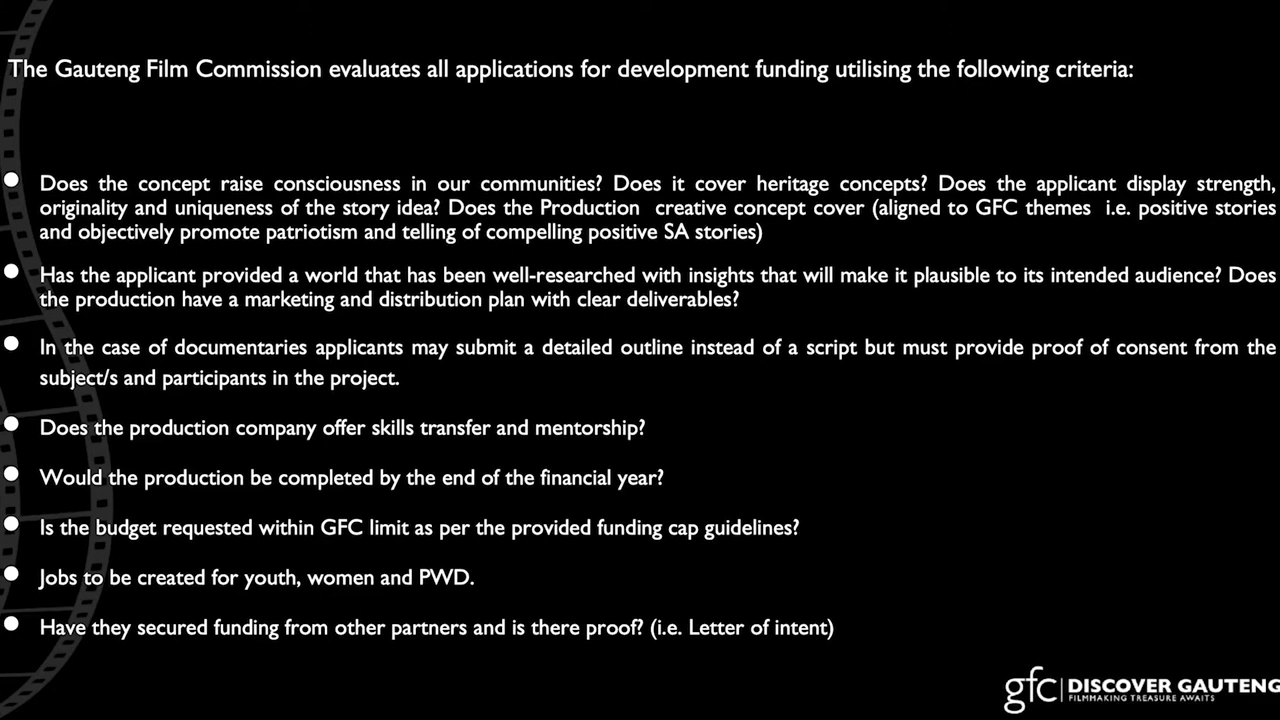 The Gauteng Film Commission evaluates all applications for development funding utilising the following criteria:
Does the concept raise consciousness in our communities? Does it cover heritage concepts? Does the applicant display strength,
originality and uniqueness of the story idea? Does the Production creative concept cover (aligned to GFC themes i.e. positive stories
and objectively promote patriotism and telling of compelling positive SA stories)
Has the applicant provided a world that has been well-researched with insights that will make it plausible to its intended audience? Does
the production have a marketing and distribution plan with clear deliverables?
In the case of documentaries applicants may submit a detailed outline instead of a script but must provide proof of consent from the
subject/s and participants in the project.
Does the production company offer skills transfer and mentorship?
Would the production be completed by the end of the financial year?
Is the budget requested within GFC limit as per the provided funding cap guidelines?
Jobs to be created for youth, women and PWD.
Have they secured funding from other partners and is there proof? (i.e. Letter of intent)
gfc DISCOVER GAUTENG
FILMMAKING TREASURE AWAITS